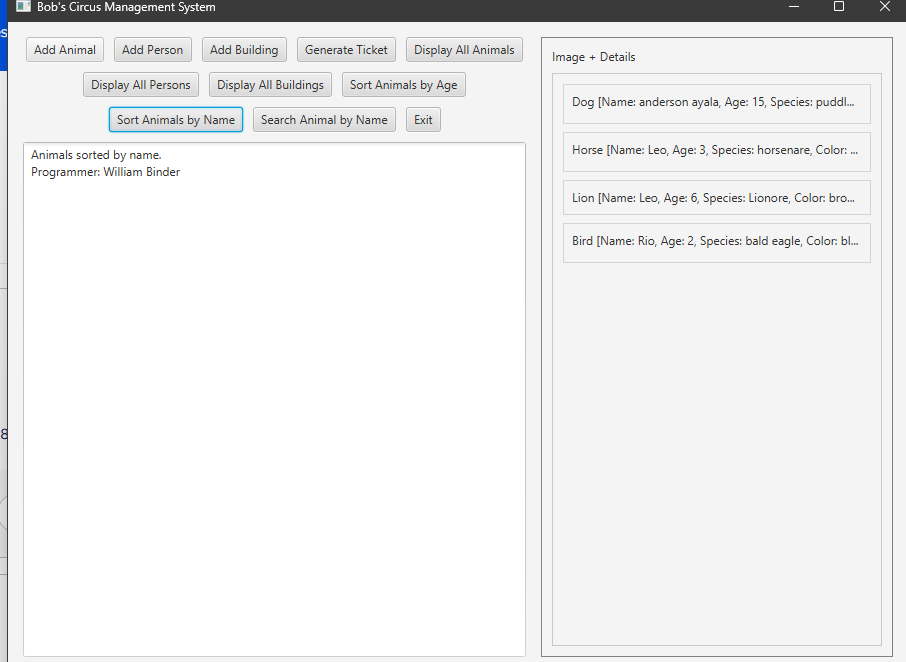 Bob's Circus Management System
Add Animal Add Person Add Building Generate Ticket Display All Animals
Display All Persons Display All Buildings Sort Animals by Age
Sort Animals by Name Search Animal by Name Exit
Animals sorted by name.
Programmer: William Binder
Image + Details
Dog [Name: anderson ayala, Age: 15, Species: puddl...
Horse [Name: Leo, Age: 3, Species: horsenare, Color: ...
Lion [Name: Leo, Age: 6, Species: Lionore, Color: bro...
Bird [Name: Rio, Age: 2, Species: bald eagle, Color: bl...